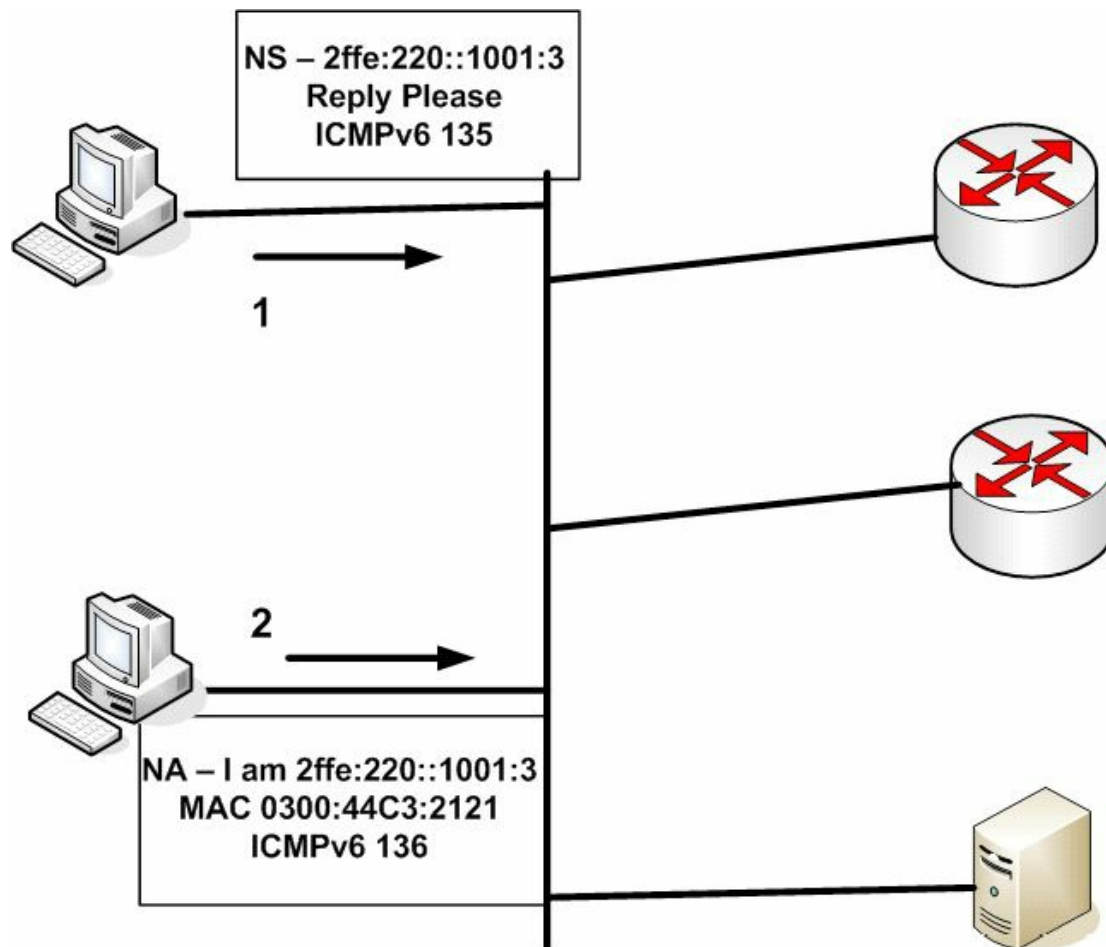 NS – 2ffe:220::1001:3
Reply Please
ICMPv6 135
1
2
NA – I am 2ffe:220::1001:3
MAC 0300:44C3:2121
ICMPv6 136